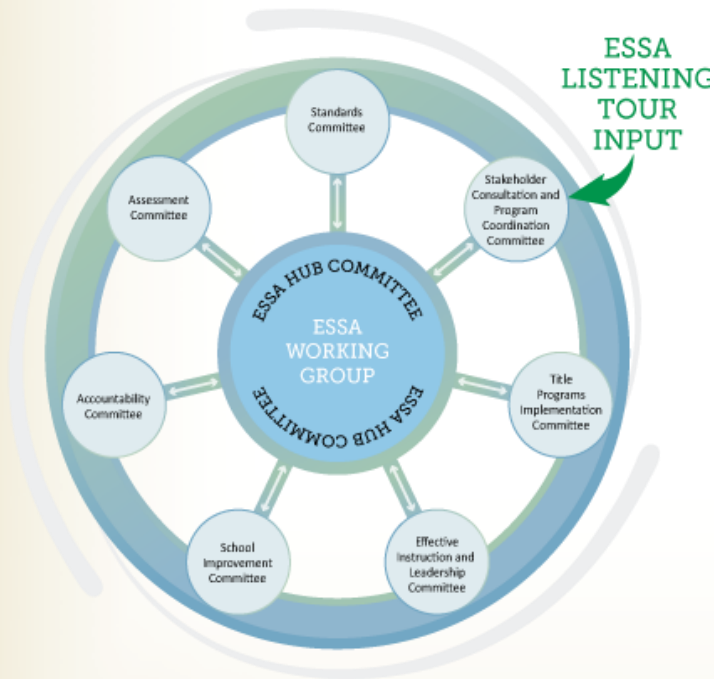 ESSA
LISTENING
TOUR
INPUT
Standards
Committee
Stakeholder
Consultation and
Program
Coordination
Committee
Assessment
Committee
ESSA HUB COMMITTEE
ESSA
WORKING
GROUP
ESSA HUB COMMITTEE
Title
Programs
Implementation
Committee
Accountability
Committee
Effective
Instruction and
Leadership
Committee
School
Improvement
Committee